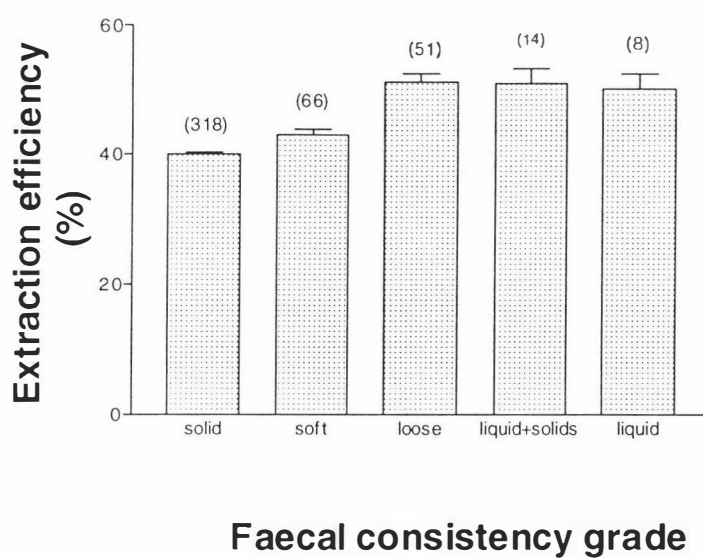 Extraction efficiency
(%)
60
40
20
0
(318)
(66)
(51)
(14)
(8)
solid
soft
loose
liquid+solids
liquid
Faecal consistency grade